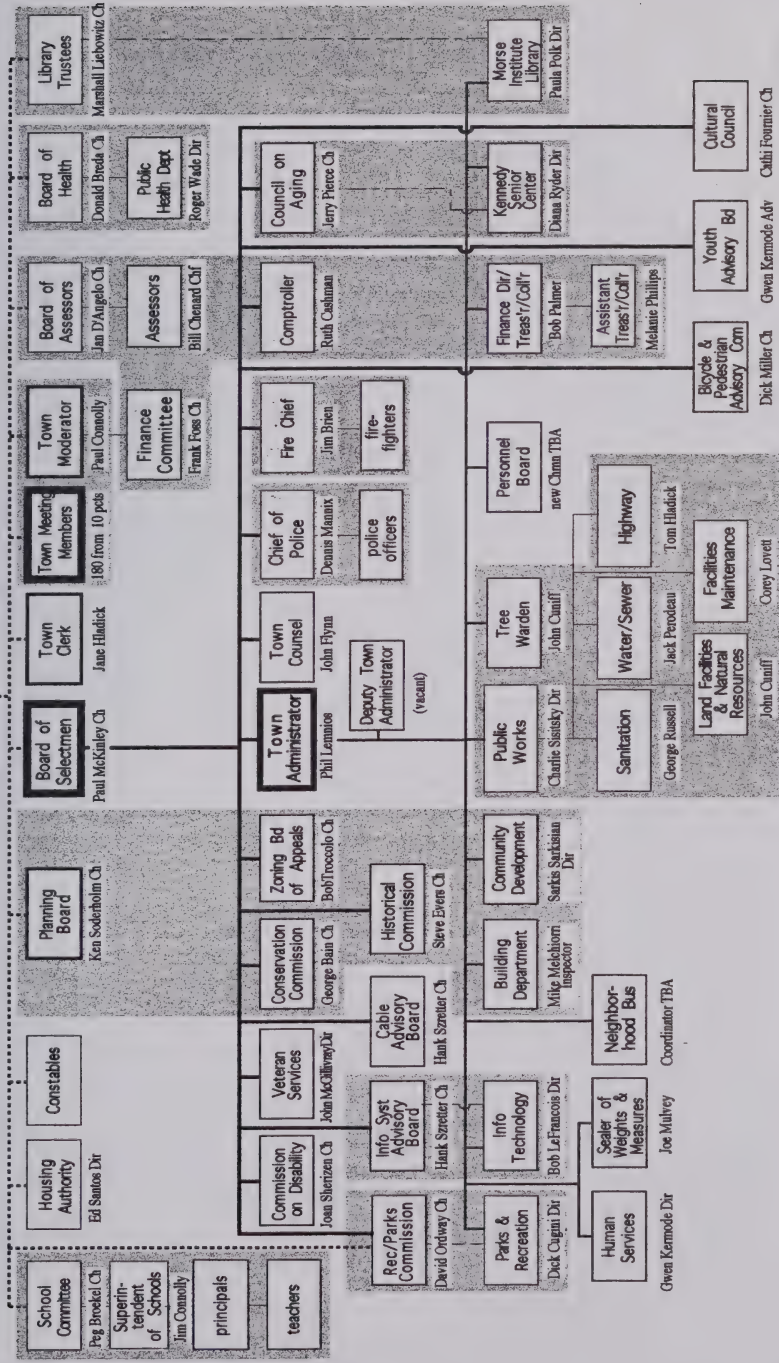 School
Committee
Peg Broekel Ch
Superin-
tendent
of Schools
Jim Connolly
principals
teachers
Housing
Authority
Ed Santos Dir
Constables
Planning
Board
Ken Soderholm Ch
Board of
Selectmen
Paul McKinley Ch
Town
Clerk
Jane Hladick
Town Meeting
Members
180 from 10 pcts
Town
Moderator
Paul Connolly
Finance
Committee
Frank Foss Ch
Board of
Assessors
Jan D'Angelo Ch
Assessors
Bill Chenard Chf
Board of
Health
Donald Breda Ch
Public
Health Dept
Roger Wade Dir
Library
Trustees
Marshall Liebowitz Ch
Commission
on Disability
Joan Sherizen Ch
Veteran
Services
John McGillivrayDir
Conservation
Commission
George Bain Ch
Zoning Bd
of Appeals
BobTroccolo Ch
Town
Administrator
Phil Lemnios
Deputy Town
Administrator
(vacant)
Town
Counsel
John Flynn
Chief of
Police
Dennis Mannix
police
officers
Fire Chief
Jim Brien
fire-
fighters
Comptroller
Ruth Cashman
Council on
Aging
Jerry Pierce Ch
Rec/Parks
Commission
David Ordway Ch
Info Syst
Advisory
Board
Hank Szretter Ch
Cable
Advisory
Board
Hank Szretter Ch
Historical
Commission
Steve Evers Ch
Parks &
Recreation
Dick Cugini Dir
Info
Technology
Bob LeFrancois Dir
Building
Department
Mike Melchiorri
Inspector
Community
Development
Sarkis Sarkisian
Dir
Public
Works
Charlie Sisitsky Dir
Tree
Warden
John Cuniff
Personnel
Board
new Chmn TBA
Finance Dir/
Treas'r/Coll'r
Bob Palmer
Assistant
Treas'r/Coll'r
Melanie Phillips
Kennedy
Senior
Center
Diana Ryder Dir
Morse
Institute
Library
Paula Polk Dir
Human
Services
Gwen Kermode Dir
Sealer of
Weights &
Measures
Joe Mulvey
Neighbor-
hood Bus
Coordinator TBA
Sanitation
George Russell
Water/Sewer
Jack Perodeau
Highway
Tom Hladick
Land Facilities
& Natural
Resources
John Cuniff
Facilities
Maintenance
Corey Lovett
Bicycle &
Pedestrian
Advisory Com
Dick Miller Ch
Youth
Advisory Bd
Gwen Kermode Adv
Cultural
Council
Cathi Fournier Ch